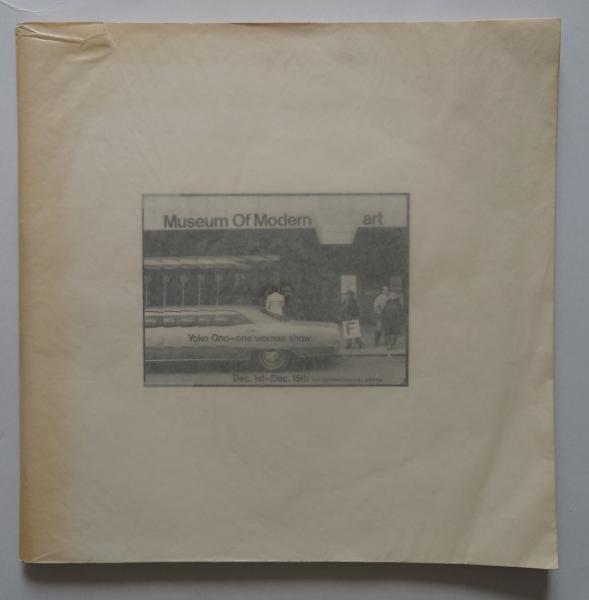 Museum Of Modern art
F
Yoko Ono–one woman show
Dec. 1st–Dec. 15th